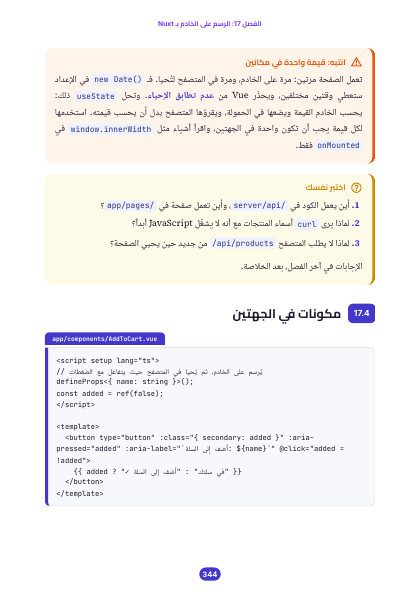 الفصل 17: الرسم على الخادم بـ Nuxt
انتبه: قيمة واحدة في مكانين
تعمل الصفحة مرتين: مرة على الخادم، ومرة في المتصفح لتُحيا. فـ new Date() في الإعداد
ستعطي وقتين مختلفين، ويحذّر Vue من عدم تطابق الإحياء. وتحل useState ذلك:
يحسب الخادم القيمة ويضعها في الحمولة، ويقرؤها المتصفح بدل أن يحسب قيمته. استخدمها
لكل قيمة يجب أن تكون واحدة في الجهتين، واقرأ أشياء مثل window.innerWidth في
onMounted فقط.
اختبر نفسك
1. أين يعمل الكود في server/api/، وأين تعمل صفحة في app/pages/؟
2. لماذا يرى curl أسماء المنتجات مع أنه لا يشغّل JavaScript أبدًا؟
3. لماذا لا يطلب المتصفح /api/products من جديد حين يحيي الصفحة؟
الإجابات في آخر الفصل، بعد الخلاصة.
17.4 مكونات في الجهتين
app/components/AddToCart.vue
<script setup lang="ts">
// يُرسم على الخادم، ثم يُحيا في المتصفح حيث يتفاعل مع الضغطات
defineProps<{ name: string }>();
const added = ref(false);
</script>
<template>
<button type="button" :class="{ secondary: added }" :aria-
pressed="added" :aria-label="`أضف إلى السلة: ${name}`" @click="added =
!added">
{{ added ? "في سلتك ✓" : "أضف إلى السلة" }}
</button>
</template>
344